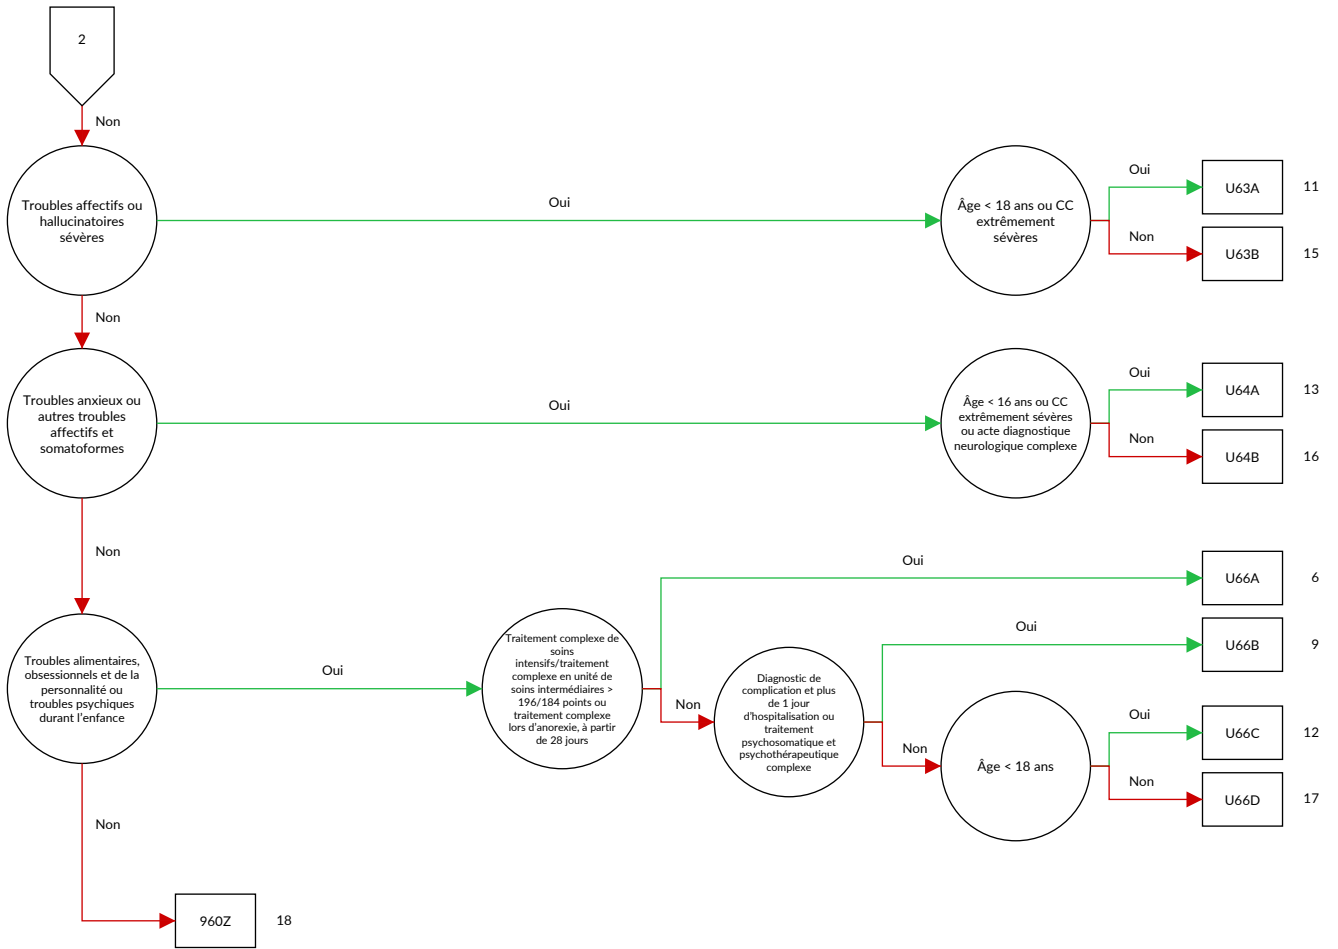 2
Non
Troubles affectifs ou
hallucinatoires
sévères
Oui
Âge < 18 ans ou CC
extrêmement
sévères
Oui
U63A
11
Non
U63B
15
Non
Troubles anxieux ou
autres troubles
affectifs et
somatoformes
Oui
Âge < 16 ans ou CC
extrêmement sévères
ou acte diagnostique
neurologique complexe
Oui
U64A
13
Non
U64B
16
Non
Troubles alimentaires,
obsessionnels et de la
personnalité ou
troubles psychiques
durant l'enfance
Oui
Traitement complexe de
soins
intensifs/traitement
complexe en unité de
soins intermédiaires >
196/184 points ou
traitement complexe
lors d'anorexie, à partir
de 28 jours
Oui
U66A
6
Non
Diagnostic de
complication et plus
de 1 jour
d'hospitalisation ou
traitement
psychosomatique et
psychothérapeutique
complexe
Oui
U66B
9
Non
Âge < 18 ans
Oui
U66C
12
Non
U66D
17
Non
960Z
18